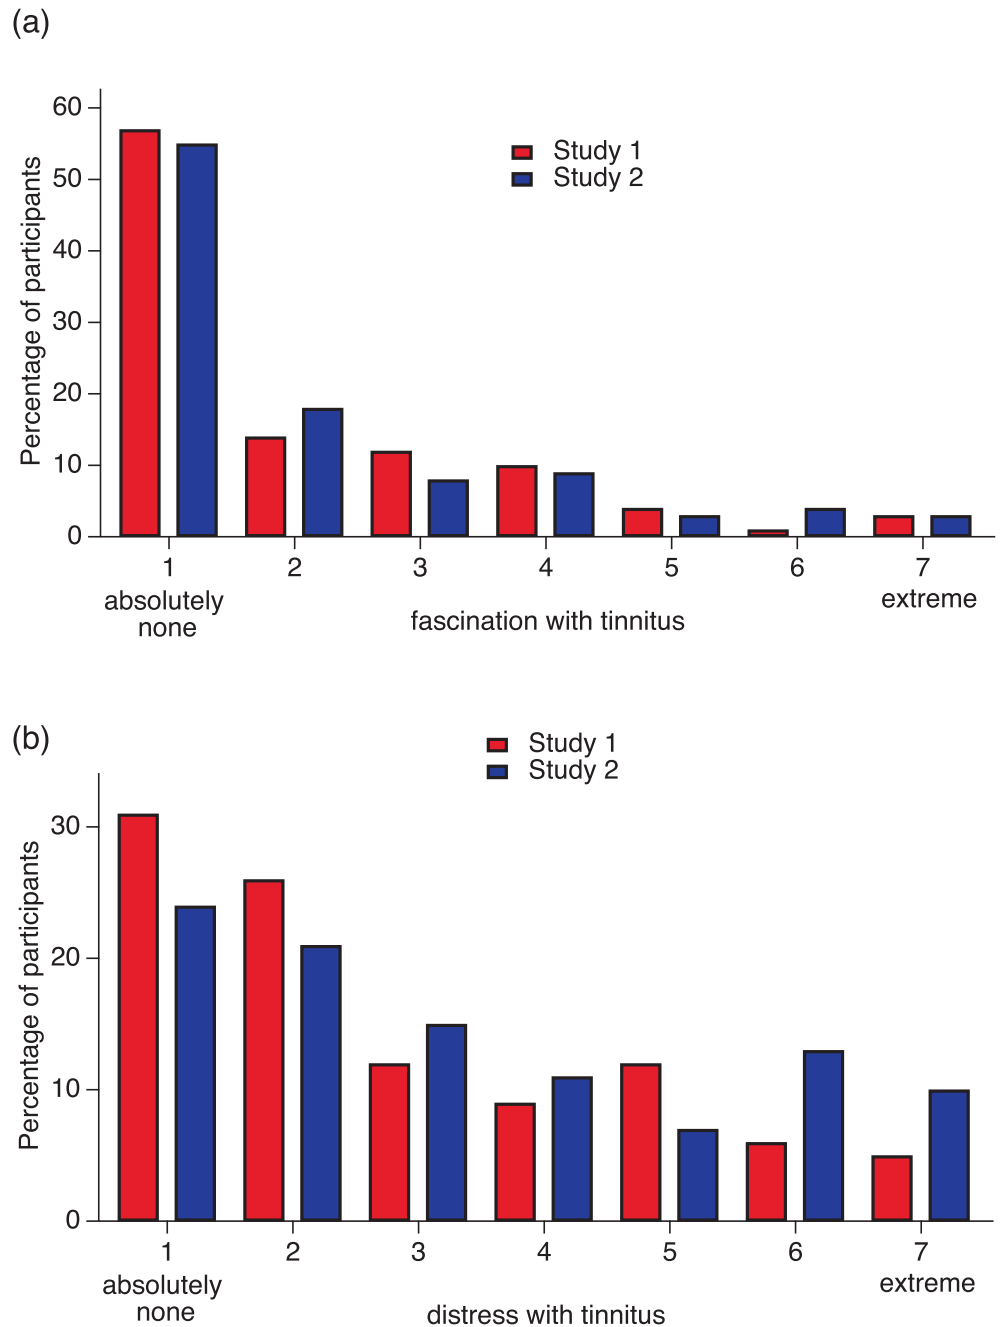 (a)
60
50
40
30
20
10
0
Percentage of participants
Study 1
Study 2
1 2 3 4 5 6 7
absolutely
none
fascination with tinnitus
extreme
(b)
Study 1
Study 2
30
20
10
0
Percentage of participants
1 2 3 4 5 6 7
absolutely
none
distress with tinnitus
extreme